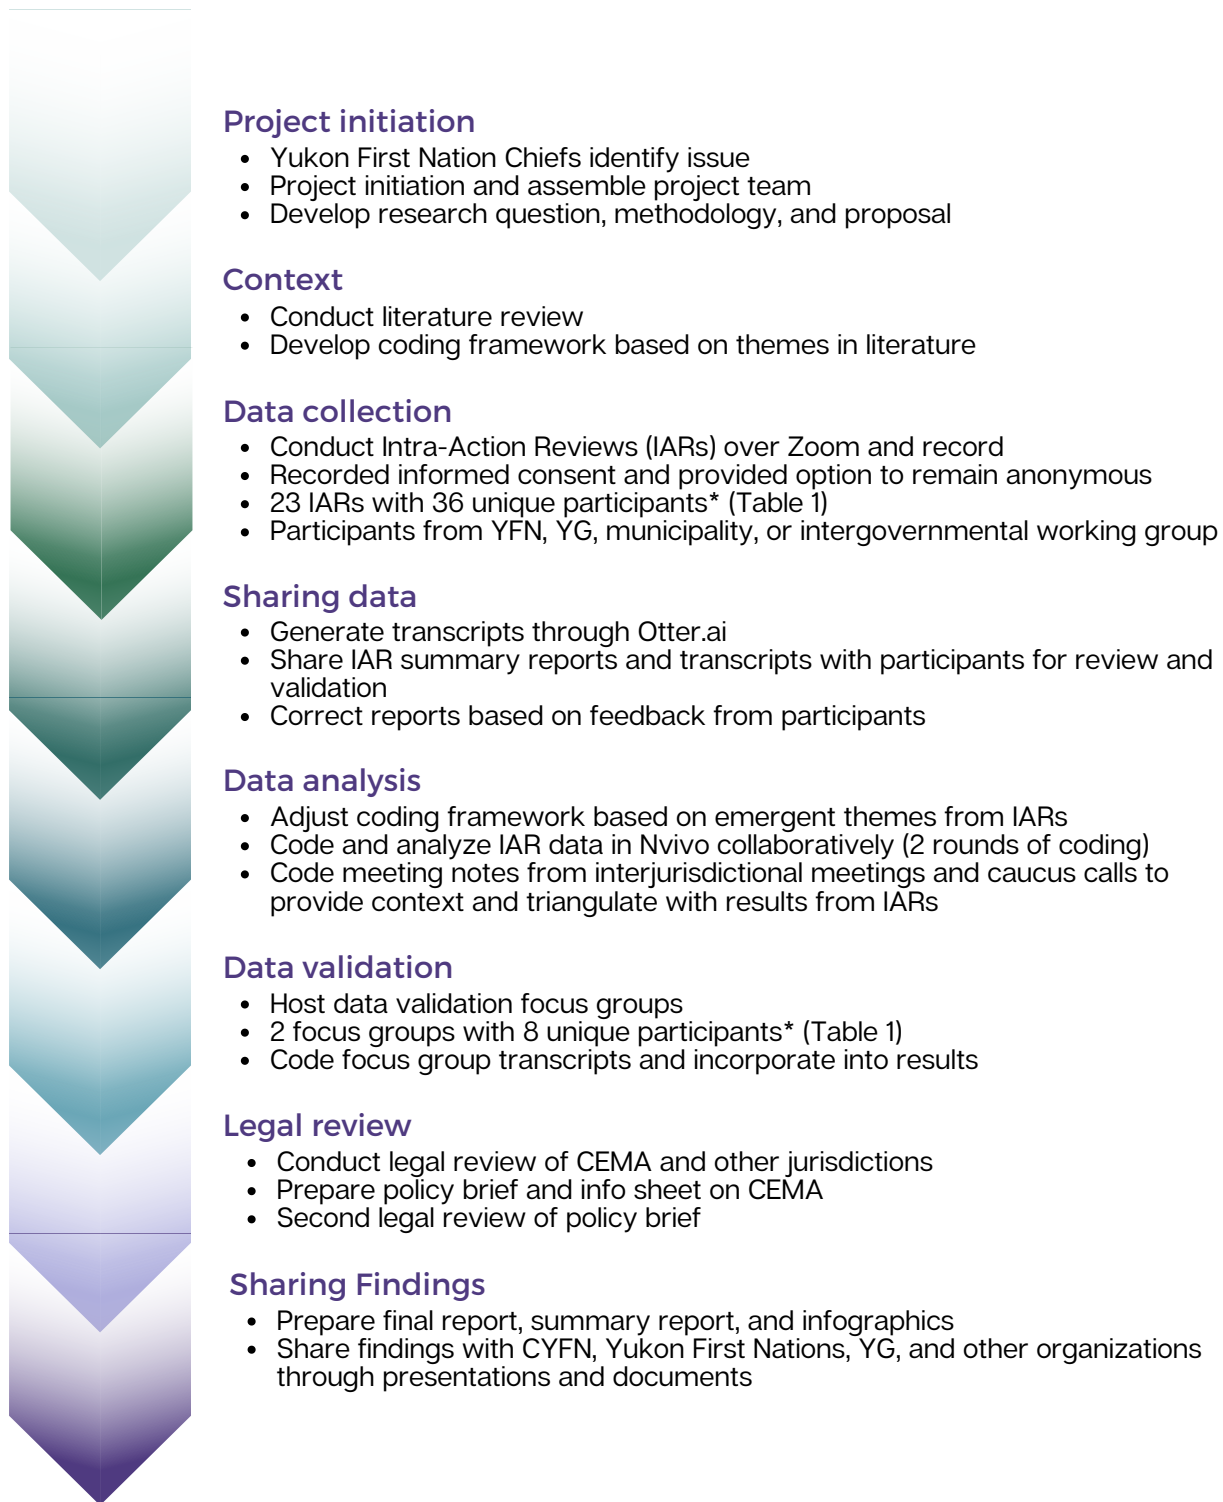 Project initiation
• Yukon First Nation Chiefs identify issue
• Project initiation and assemble project team
• Develop research question, methodology, and proposal
Context
• Conduct literature review
• Develop coding framework based on themes in literature
Data collection
• Conduct Intra-Action Reviews (IARs) over Zoom and record
• Recorded informed consent and provided option to remain anonymous
• 23 IARs with 36 unique participants* (Table 1)
• Participants from YFN, YG, municipality, or intergovernmental working group
Sharing data
• Generate transcripts through Otter.ai
• Share IAR summary reports and transcripts with participants for review and
validation
• Correct reports based on feedback from participants
Data analysis
• Adjust coding framework based on emergent themes from IARs
• Code and analyze IAR data in Nvivo collaboratively (2 rounds of coding)
• Code meeting notes from interjurisdictional meetings and caucus calls to
provide context and triangulate with results from IARs
Data validation
• Host data validation focus groups
• 2 focus groups with 8 unique participants* (Table 1)
• Code focus group transcripts and incorporate into results
Legal review
• Conduct legal review of CEMA and other jurisdictions
• Prepare policy brief and info sheet on CEMA
• Second legal review of policy brief
Sharing Findings
• Prepare final report, summary report, and infographics
• Share findings with CYFN, Yukon First Nations, YG, and other organizations
through presentations and documents